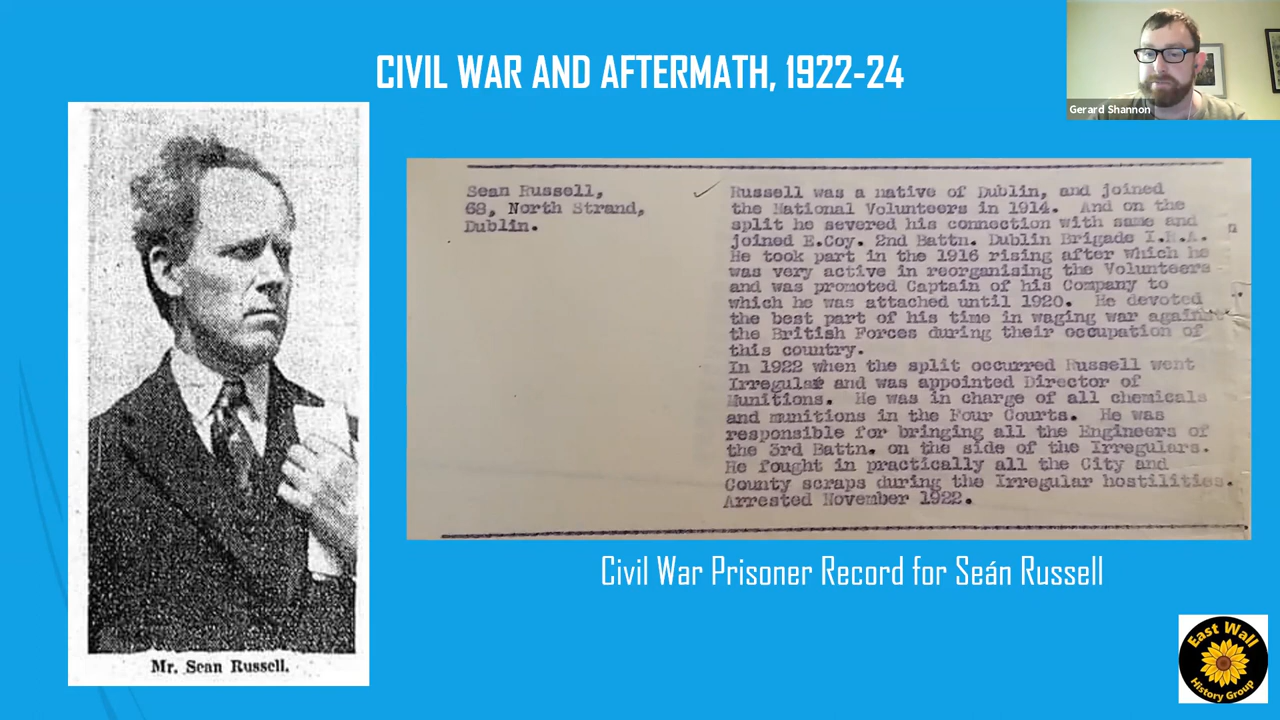 CIVIL WAR AND AFTERMATH, 1922-24
Gerard Shannon
Sean Russell,
68, North Strand,
Dublin.
Russell was a native of Dublin, and joined
the National Volunteers in 1914. And on the
split he severed his connection with same and
joined E.Coy. 2nd Battn. Dublin Brigade I.R.A.
He took part in the 1916 rising after which he
was very active in reorganising the Volunteers
and was promoted Captain of his Company to
which he was attached until 1920. He devoted
the best part of his time in waging war against
the British Forces during their occupation of
this country.
In 1922 when the split occurred Russell went
Irregular and was appointed Director of
Munitions. He was in charge of all chemicals
and munitions in the Four Courts. He was
responsible for bringing all the Engineers of
the 3rd Battn. on the side of the Irregulars.
He fought in practically all the City and
County scraps during the Irregular hostilities.
Arrested November 1922.
Civil War Prisoner Record for Seán Russell
Mr. Sean Russell.
East Wall
History Group